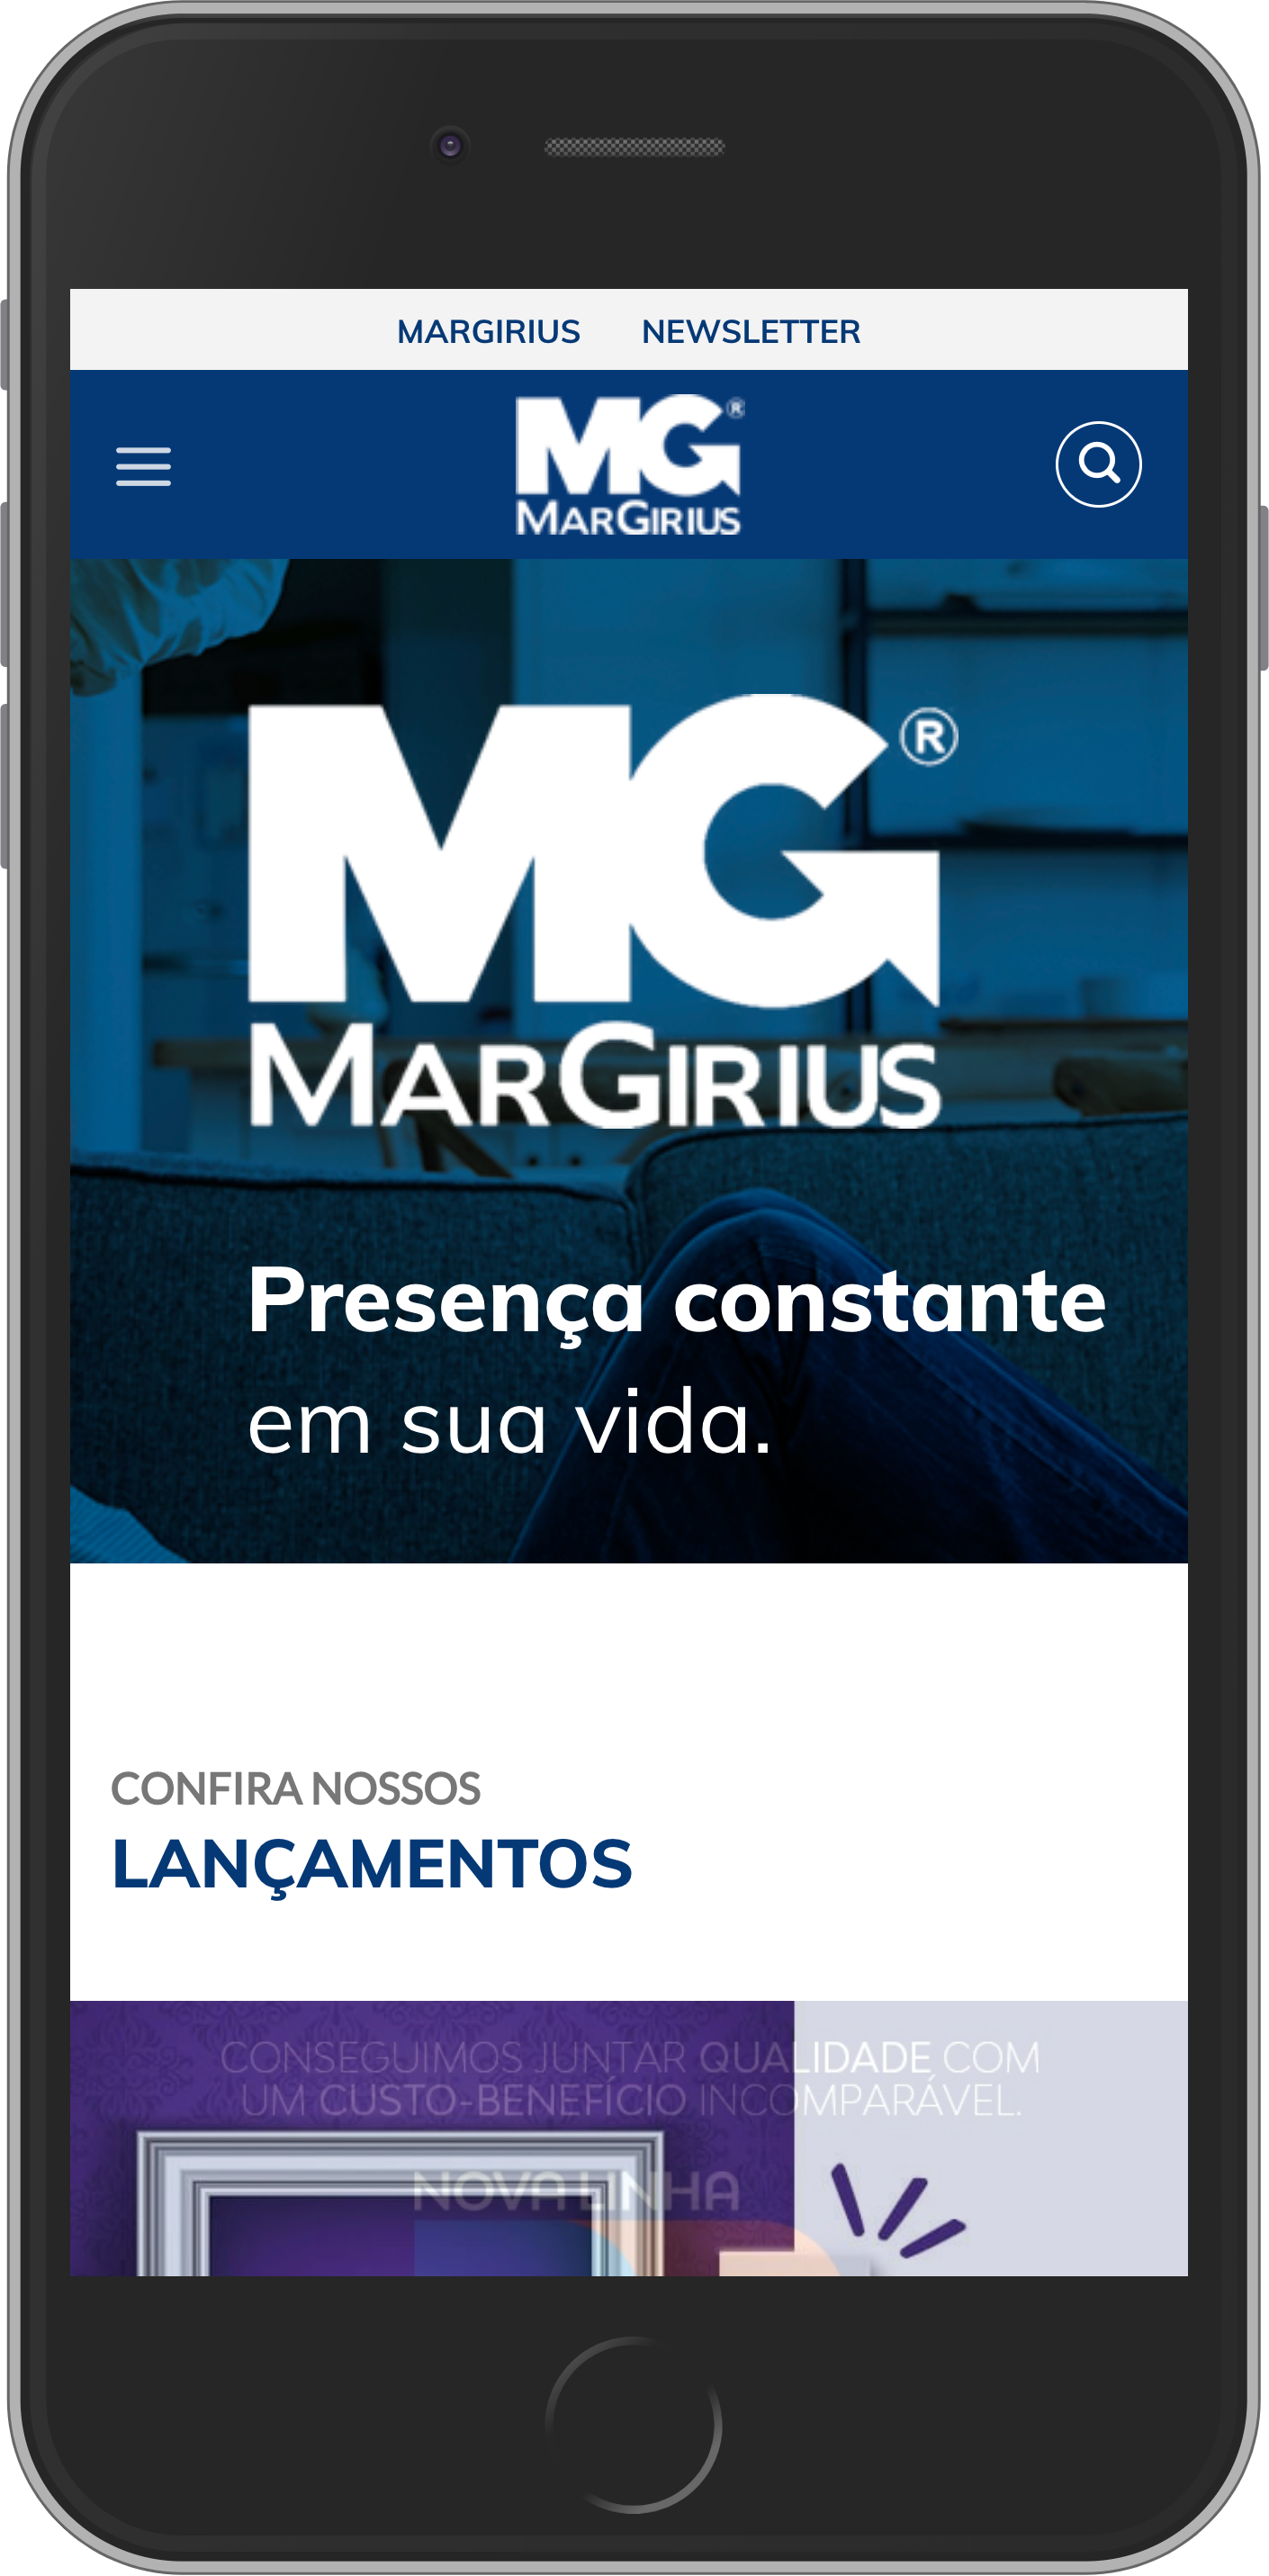 MARGIRIUS NEWSLETTER
MG®
MARGIRIUS
MG®
MARGIRIUS
Presença constante
em sua vida.
CONFIRA NOSSOS
LANÇAMENTOS
CONSEGUIMOS JUNTAR QUALIDADE COM
UM CUSTO-BENEFÍCIO INCOMPARÁVEL.
NOVA LINHA